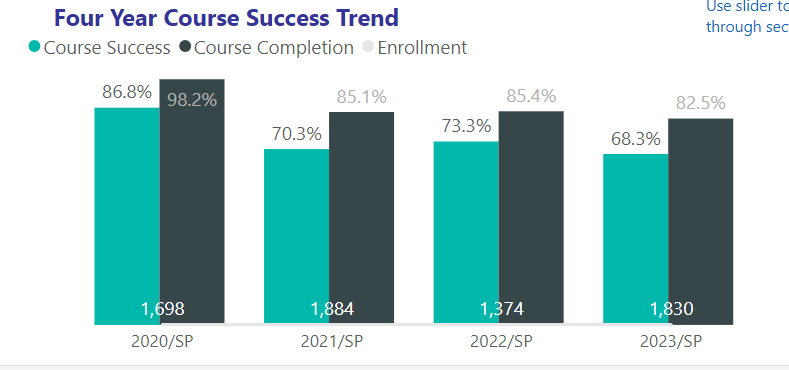 Four Year Course Success Trend
Use slider to
through sec
Course Success Course Completion Enrollment
86.8% 98.2% 70.3% 85.1% 73.3% 85.4% 68.3% 82.5%
1,698 1,884 1,374 1,830
2020/SP 2021/SP 2022/SP 2023/SP